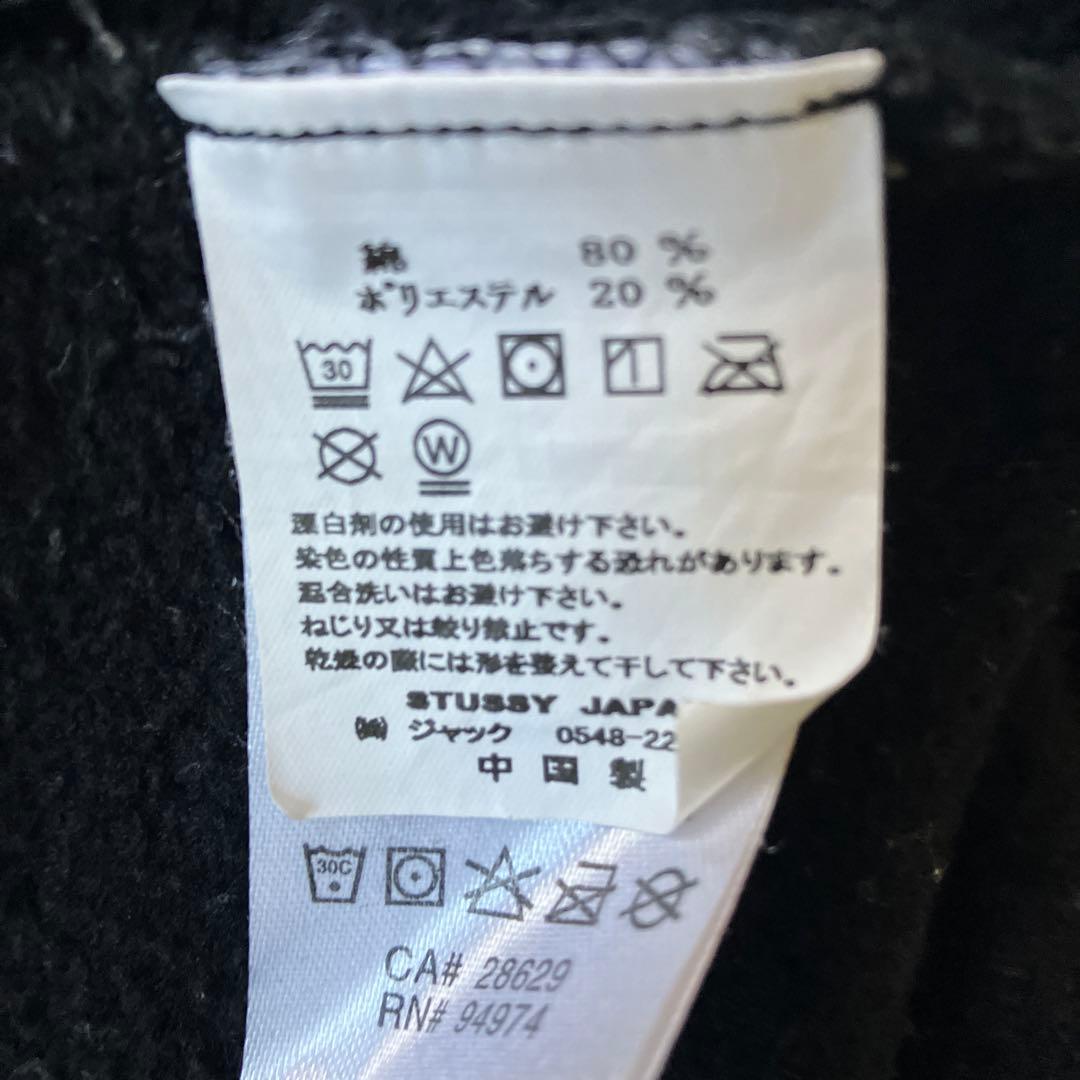 綿 80 %
ポリエステル 20 %
30
W
漂白剤の使用はお避け下さい。
染色の性質上色落ちする恐れがあります。
混合洗いはお避け下さい。
ねじり又は絞り禁止です。
乾燥の際には形を整えて干して下さい。
STUSSY JAPA
㈱ ジャック 0548-22
中国製
30C
CA# 28629
RN# 94974